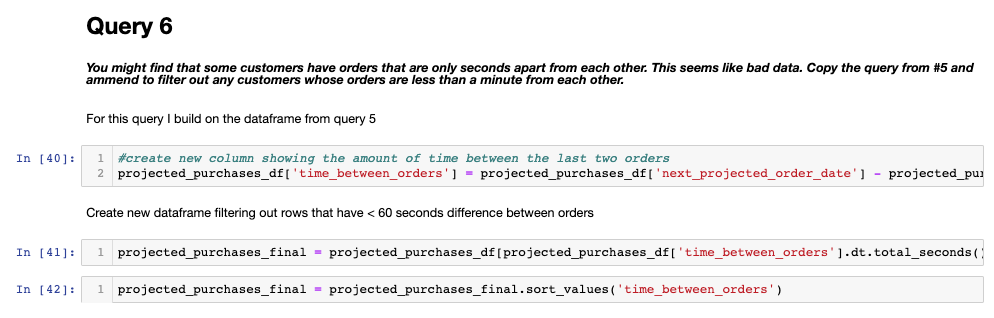 Query 6
You might find that some customers have orders that are only seconds apart from each other. This seems like bad data. Copy the query from #5 and
ammend to filter out any customers whose orders are less than a minute from each other.
For this query I build on the dataframe from query 5
In [40]: 1 #create new column showing the amount of time between the last two orders
2 projected_purchases_df['time_between_orders'] = projected_purchases_df['next_projected_order_date'] - projected_pur
Create new dataframe filtering out rows that have < 60 seconds difference between orders
In [41]: 1 projected_purchases_final = projected_purchases_df[projected_purchases_df['time_between_orders'].dt.total_seconds()
In [42]: 1 projected_purchases_final = projected_purchases_final.sort_values('time_between_orders')